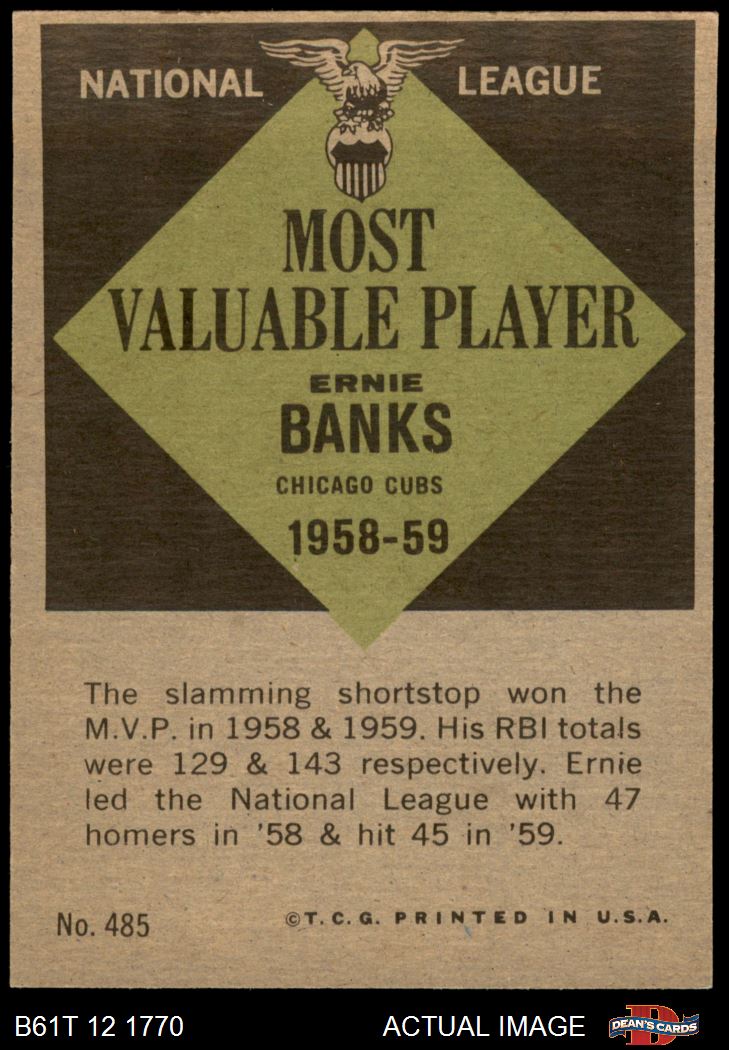 NATIONAL LEAGUE
MOST
VALUABLE PLAYER
ERNIE
BANKS
CHICAGO CUBS
1958-59
The slamming shortstop won the
M.V.P. in 1958 & 1959. His RBI totals
were 129 & 143 respectively. Ernie
led the National League with 47
homers in '58 & hit 45 in '59.
No. 485 ©T.C.G. PRINTED IN U.S.A.
B61T 12 1770 ACTUAL IMAGE DEAN'S CARDS